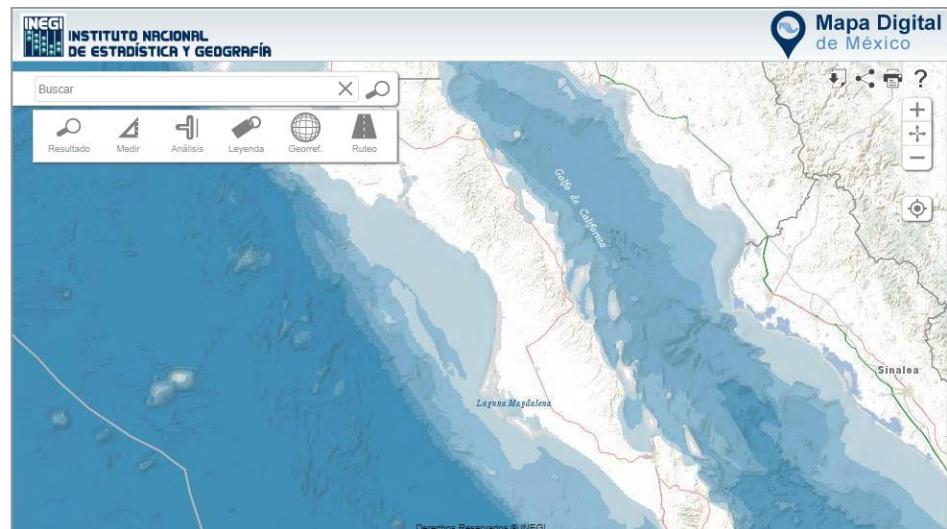 INEGI
INSTITUTO NACIONAL
DE ESTADÍSTICA Y GEOGRAFÍA
Mapa Digital
de México
Buscar
?
Resultado Medir Análisis Leyenda Georref. Ruteo
Golfo de California
Sinaloa
Laguna Magdalena
Derechos Reservados © INEGI